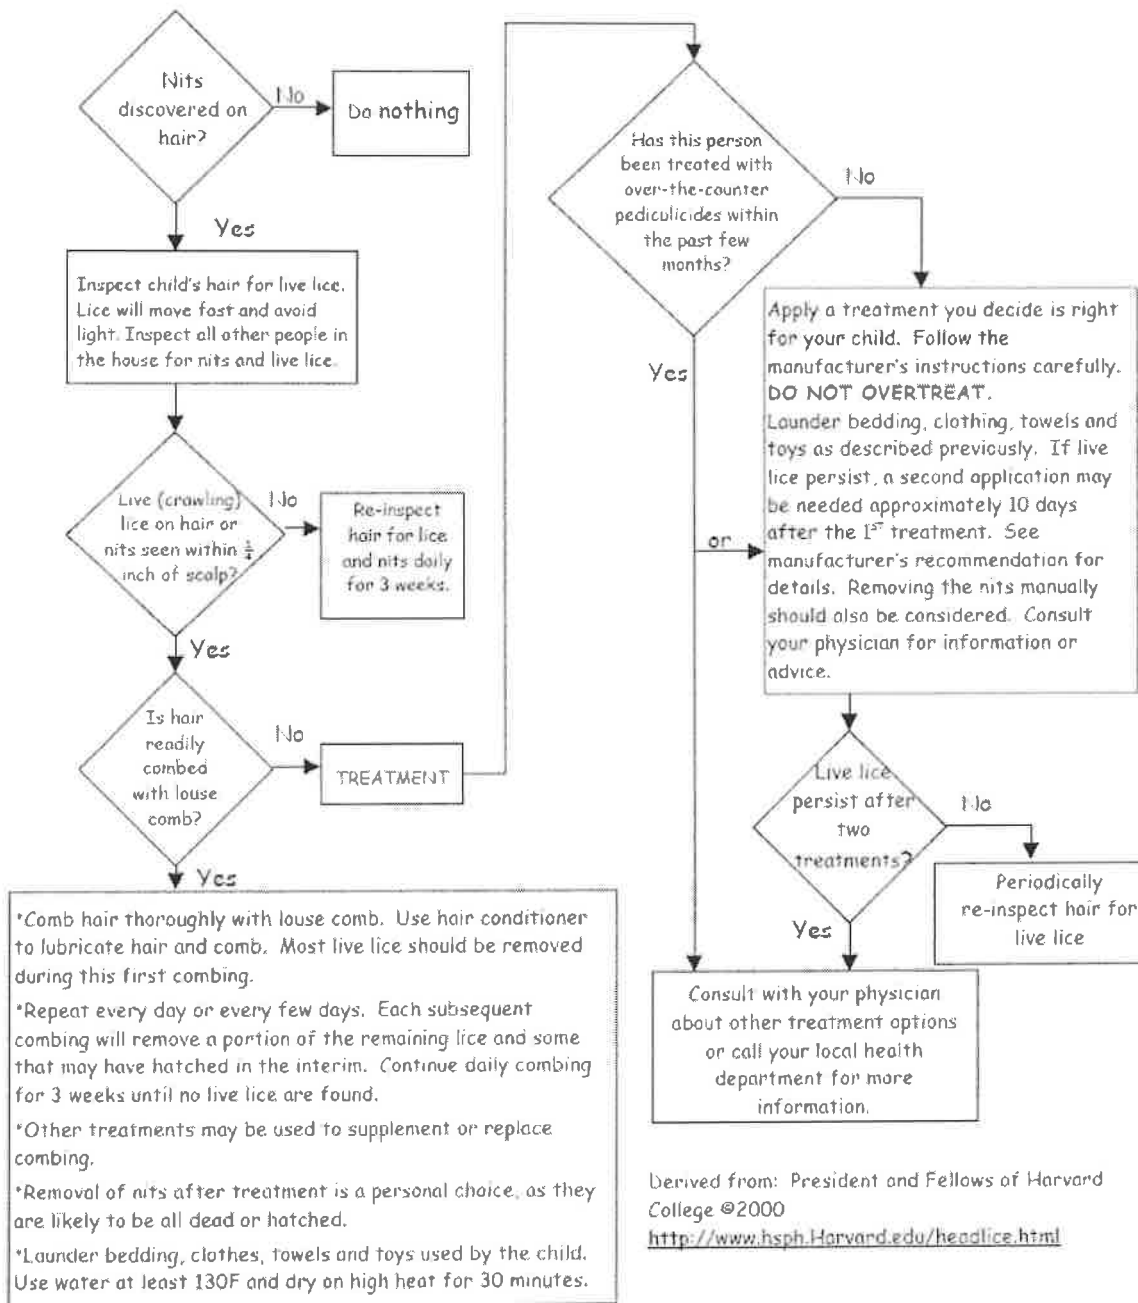 Nits
discovered on
hair?
No
Do nothing
Yes
Inspect child's hair for live lice.
Lice will move fast and avoid
light. Inspect all other people in
the house for nits and live lice.
Live (crawling)
lice on hair or
nits seen within ¼
inch of scalp?
No
Re-inspect
hair for lice
and nits daily
for 3 weeks.
Yes
Is hair
readily
combed
with louse
comb?
No
TREATMENT
Yes
*Comb hair thoroughly with louse comb. Use hair conditioner
to lubricate hair and comb. Most live lice should be removed
during this first combing.
*Repeat every day or every few days. Each subsequent
combing will remove a portion of the remaining lice and some
that may have hatched in the interim. Continue daily combing
for 3 weeks until no live lice are found.
*Other treatments may be used to supplement or replace
combing.
*Removal of nits after treatment is a personal choice, as they
are likely to be all dead or hatched.
*Launder bedding, clothes, towels and toys used by the child.
Use water at least 130F and dry on high heat for 30 minutes.
Has this person
been treated with
over-the-counter
pediculicides within
the past few
months?
No
Yes
or
Apply a treatment you decide is right
for your child. Follow the
manufacturer's instructions carefully.
DO NOT OVERTREAT.
Launder bedding, clothing, towels and
toys as described previously. If live
lice persist, a second application may
be needed approximately 10 days
after the 1ST treatment. See
manufacturer's recommendation for
details. Removing the nits manually
should also be considered. Consult
your physician for information or
advice.
Live lice
persist after
two
treatments?
No
Periodically
re-inspect hair for
live lice
Yes
Consult with your physician
about other treatment options
or call your local health
department for more
information.
Derived from: President and Fellows of Harvard
College ©2000
http://www.hsph.Harvard.edu/headlice.html